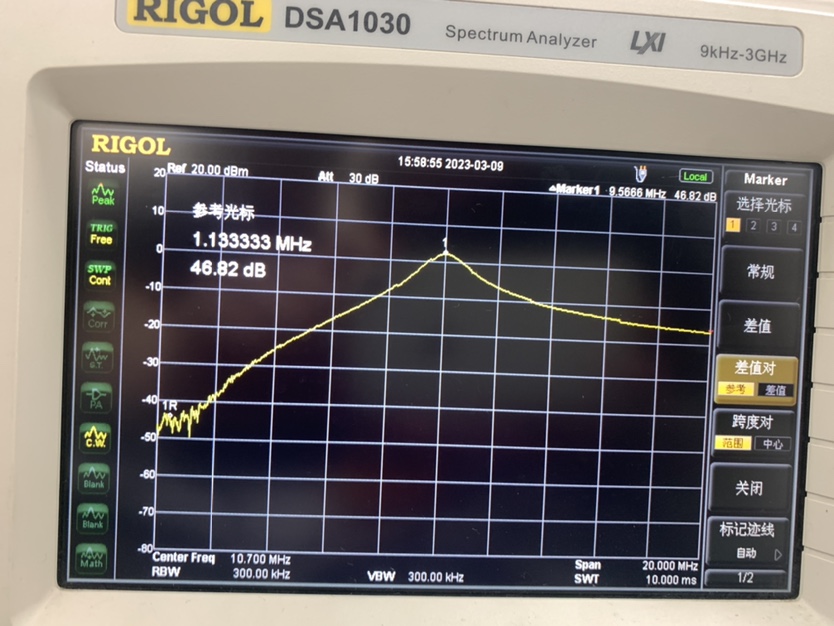 RIGOL DSA1030 Spectrum Analyzer LXI 9kHz-3GHz
RIGOL 15:58:55 2023-03-09 Local Marker
Status Ref 20.00 dBm Att 30 dB Marker1 9.5666 MHz 46.82 dB
选择光标
1 2 3 4
Peak
TRIG
Free
SWP
Cont
Corr
S.T.
PA
C.W.
Blank
Blank
Math
20
10
0
-10
-20
-30
-40
-50
-60
-70
-80
参考光标
1.133333 MHz
46.82 dB
1
1R
常规
差值
差值对
参考 差值
跨度对
范围 中心
关闭
标记迹线
自动
1/2
Center Freq 10.700 MHz Span 20.000 MHz
RBW 300.00 kHz VBW 300.00 kHz SWT 10.000 ms